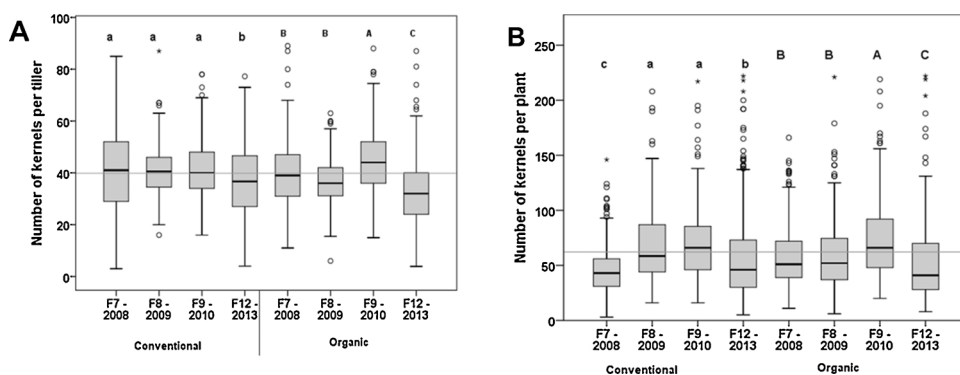 A
Number of kernels per tiller
100
80
60
40
20
0
a a a b B B A C
F7 - 2008 F8 - 2009 F9 - 2010 F12 - 2013 F7 - 2008 F8 - 2009 F9 - 2010 F12 - 2013
Conventional Organic
B
Number of kernels per plant
250
200
150
100
50
0
c a a b B B A C
F7 - 2008 F8 - 2009 F9 - 2010 F12 - 2013 F7 - 2008 F8 - 2009 F9 - 2010 F12 - 2013
Conventional Organic